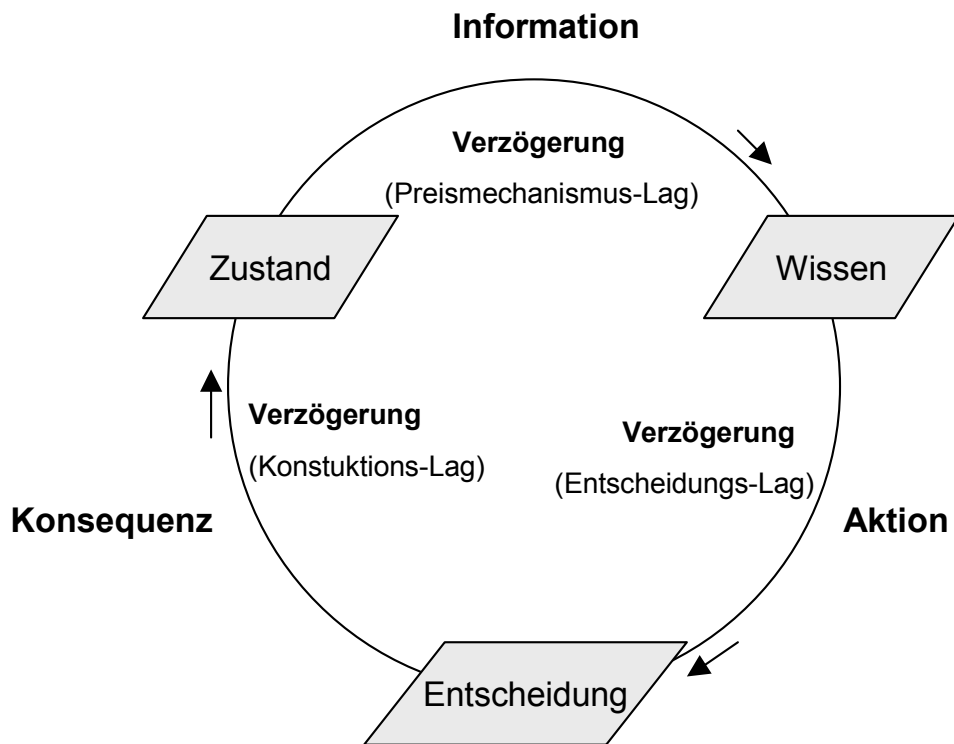 Information
Verzögerung
(Preismechanismus-Lag)
Zustand
Wissen
Verzögerung
(Konstuktions-Lag)
Verzögerung
(Entscheidungs-Lag)
Konsequenz
Aktion
Entscheidung